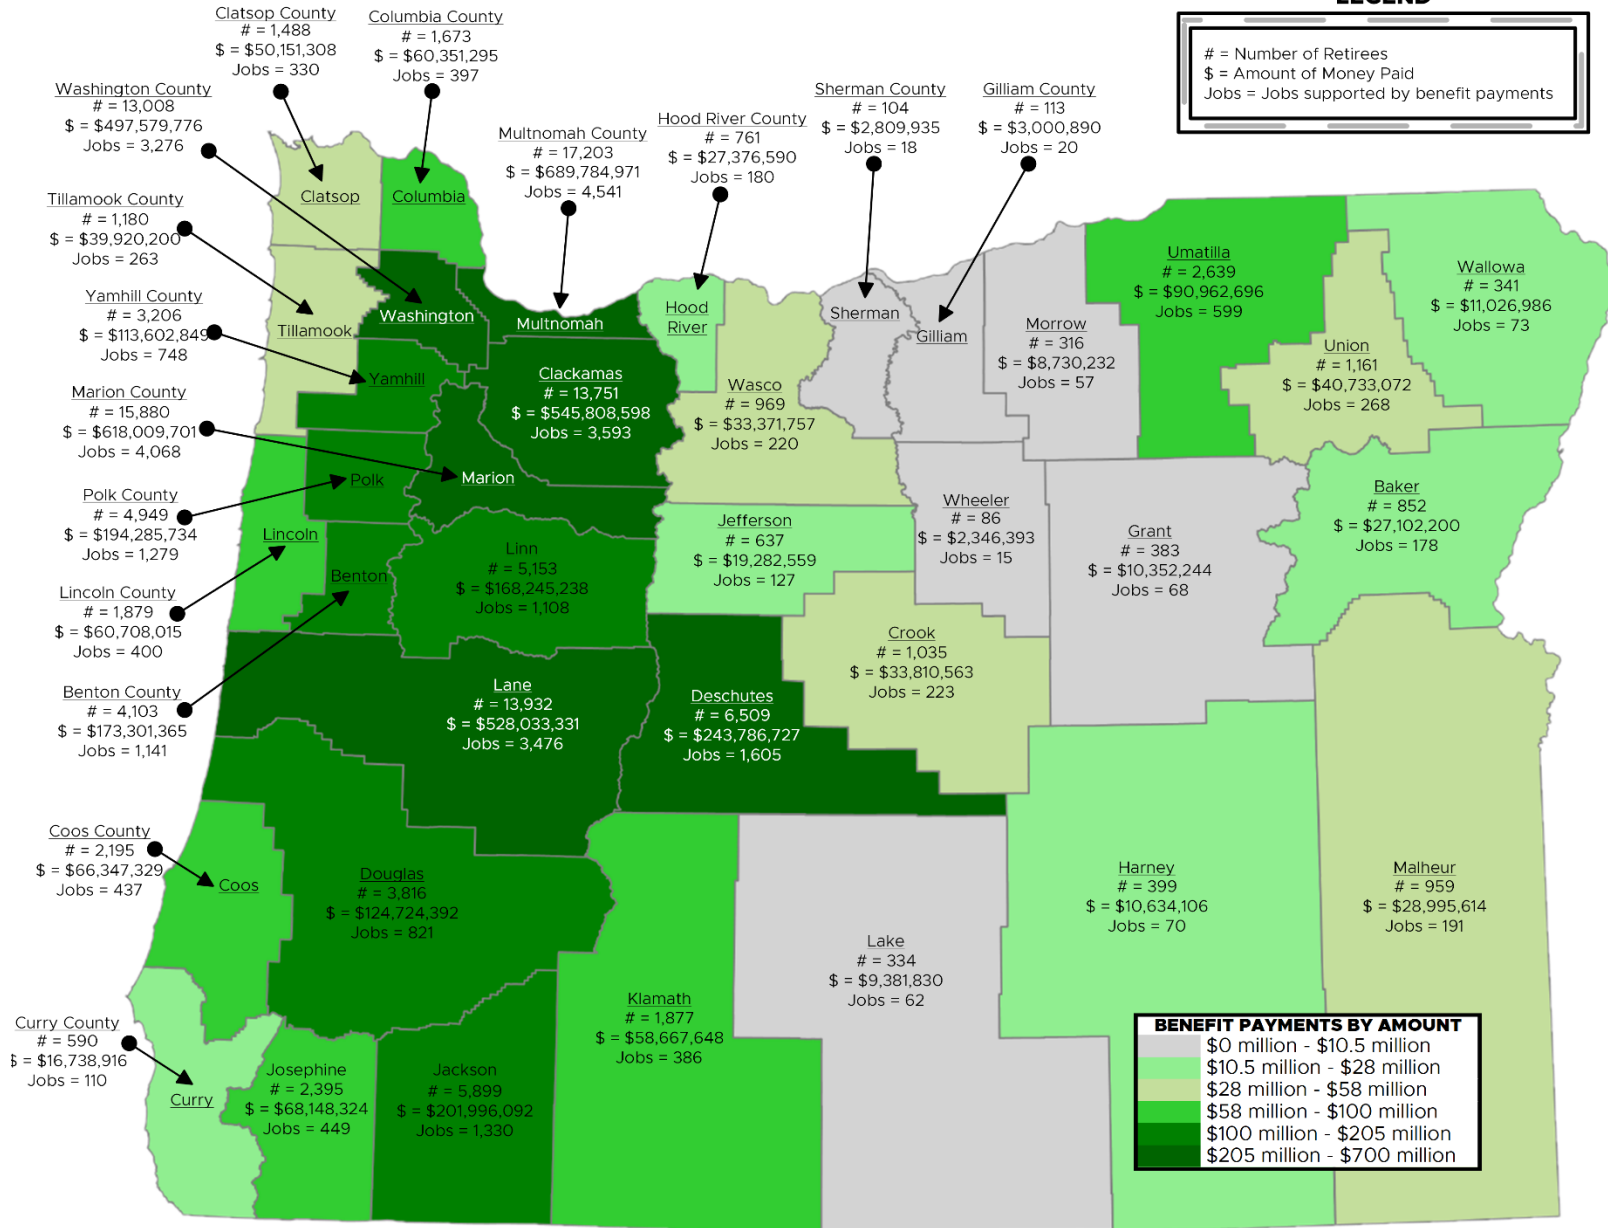 LEGEND
# = Number of Retirees
$ = Amount of Money Paid
Jobs = Jobs supported by benefit payments
Clatsop County
# = 1,488
$ = $50,151,308
Jobs = 330
Columbia County
# = 1,673
$ = $60,351,295
Jobs = 397
Washington County
# = 13,008
$ = $497,579,776
Jobs = 3,276
Multnomah County
# = 17,203
$ = $689,784,971
Jobs = 4,541
Hood River County
# = 761
$ = $27,376,590
Jobs = 180
Sherman County
# = 104
$ = $2,809,935
Jobs = 18
Gilliam County
# = 113
$ = $3,000,890
Jobs = 20
Tillamook County
# = 1,180
$ = $39,920,200
Jobs = 263
Yamhill County
# = 3,206
$ = $113,602,849
Jobs = 748
Marion County
# = 15,880
$ = $618,009,701
Jobs = 4,068
Polk County
# = 4,949
$ = $194,285,734
Jobs = 1,279
Lincoln County
# = 1,879
$ = $60,708,015
Jobs = 400
Benton County
# = 4,103
$ = $173,301,365
Jobs = 1,141
Coos County
# = 2,195
$ = $66,347,329
Jobs = 437
Curry County
# = 590
$ = $16,738,916
Jobs = 110
Clatsop
Columbia
Tillamook
Washington
Multnomah
Yamhill
Hood
River
Sherman
Gilliam
Clackamas
# = 13,751
$ = $545,808,598
Jobs = 3,593
Wasco
# = 969
$ = $33,371,757
Jobs = 220
Morrow
# = 316
$ = $8,730,232
Jobs = 57
Umatilla
# = 2,639
$ = $90,962,696
Jobs = 599
Union
# = 1,161
$ = $40,733,072
Jobs = 268
Wallowa
# = 341
$ = $11,026,986
Jobs = 73
Polk
Marion
Lincoln
Benton
Linn
# = 5,153
$ = $168,245,238
Jobs = 1,108
Jefferson
# = 637
$ = $19,282,559
Jobs = 127
Wheeler
# = 86
$ = $2,346,393
Jobs = 15
Grant
# = 383
$ = $10,352,244
Jobs = 68
Baker
# = 852
$ = $27,102,200
Jobs = 178
Lane
# = 13,932
$ = $528,033,331
Jobs = 3,476
Deschutes
# = 6,509
$ = $243,786,727
Jobs = 1,605
Crook
# = 1,035
$ = $33,810,563
Jobs = 223
Coos
Douglas
# = 3,816
$ = $124,724,392
Jobs = 821
Harney
# = 399
$ = $10,634,106
Jobs = 70
Malheur
# = 959
$ = $28,995,614
Jobs = 191
Lake
# = 334
$ = $9,381,830
Jobs = 62
Klamath
# = 1,877
$ = $58,667,648
Jobs = 386
Curry
Josephine
# = 2,395
$ = $68,148,324
Jobs = 449
Jackson
# = 5,899
$ = $201,996,092
Jobs = 1,330
BENEFIT PAYMENTS BY AMOUNT
$0 million - $10.5 million
$10.5 million - $28 million
$28 million - $58 million
$58 million - $100 million
$100 million - $205 million
$205 million - $700 million